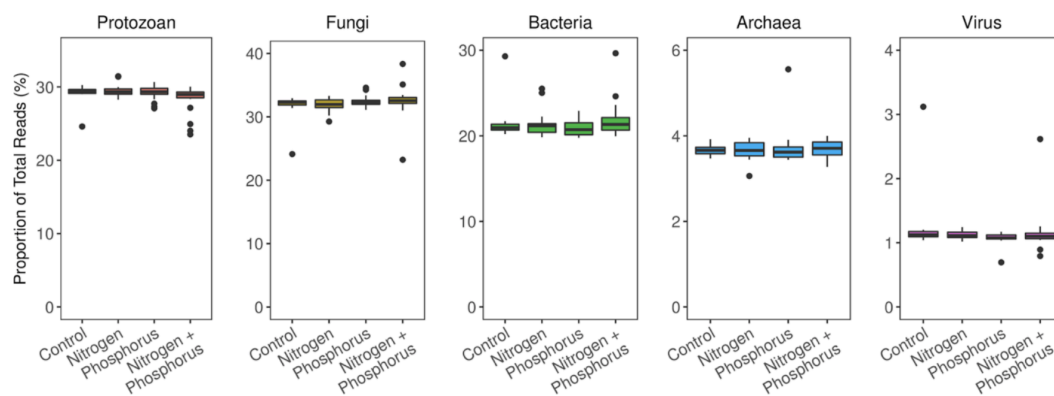 Protozoan
Fungi
Bacteria
Archaea
Virus
Proportion of Total Reads (%)
30
20
10
0
Control
Nitrogen
Phosphorus
Nitrogen +
Phosphorus
40
30
20
10
0
Control
Nitrogen
Phosphorus
Nitrogen +
Phosphorus
30
20
10
0
Control
Nitrogen
Phosphorus
Nitrogen +
Phosphorus
6
4
2
0
Control
Nitrogen
Phosphorus
Nitrogen +
Phosphorus
4
3
2
1
0
Control
Nitrogen
Phosphorus
Nitrogen +
Phosphorus